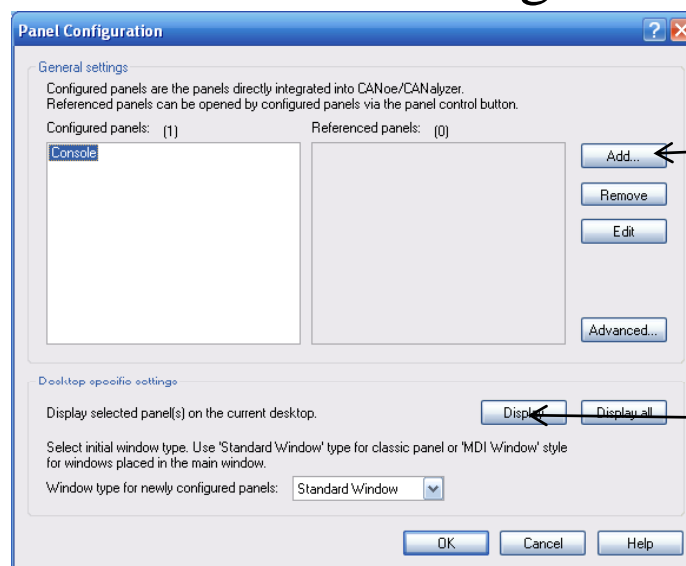 Panel Configuration
General settings
Configured panels are the panels directly integrated into CANoe/CANalyzer.
Referenced panels can be opened by configured panels via the panel control button.
Configured panels: (1) Referenced panels: (0)
Console
Add...
Remove
Edit
Advanced...
Desktop specific settings
Display selected panel(s) on the current desktop. Display Display all
Select initial window type. Use 'Standard Window' type for classic panel or 'MDI Window' style
for windows placed in the main window.
Window type for newly configured panels: Standard Window
OK Cancel Help